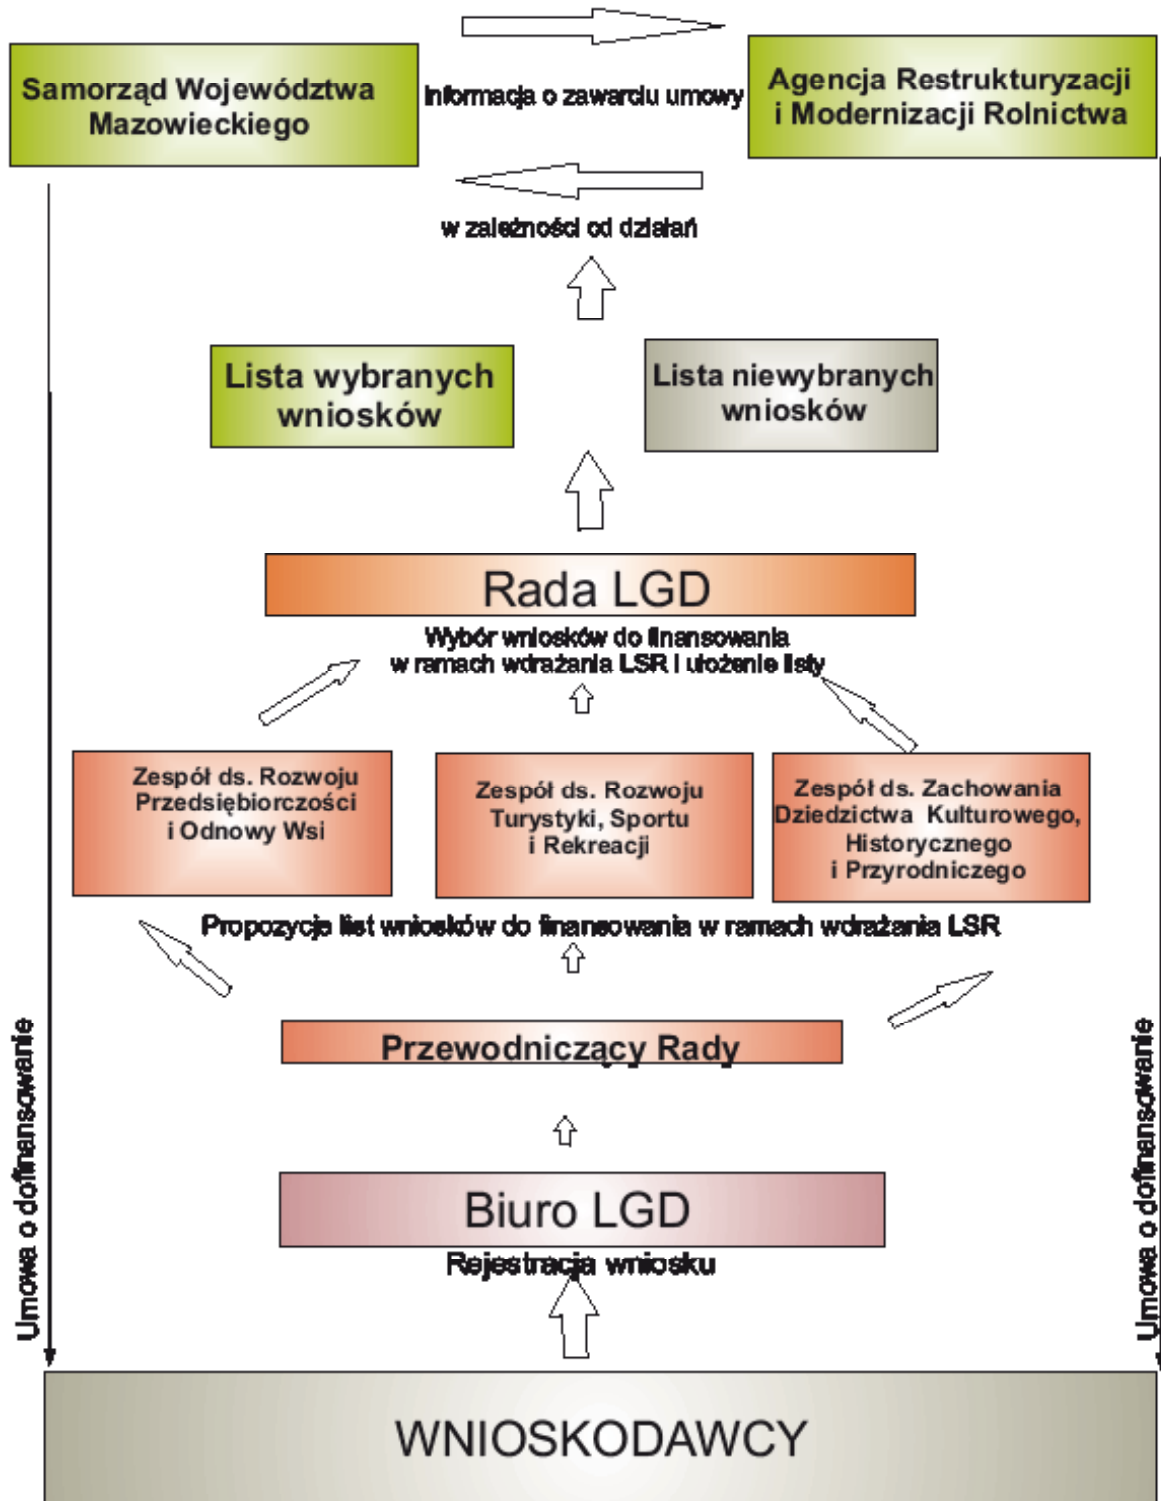 Samorząd Województwa
Mazowieckiego
Informacja o zawarciu umowy
Agencja Restrukturyzacji
i Modernizacji Rolnictwa
w zależności od działań
Lista wybranych
wniosków
Lista niewybranych
wniosków
Rada LGD
Wybór wniosków do finansowania
w ramach wdrażania LSR i ułożenie listy
Zespół ds. Rozwoju
Przedsiębiorczości
i Odnowy Wsi
Zespół ds. Rozwoju
Turystyki, Sportu
i Rekreacji
Zespół ds. Zachowania
Dziedzictwa Kulturowego,
Historycznego
i Przyrodniczego
Propozycje list wniosków do finansowania w ramach wdrażania LSR
Przewodniczący Rady
Biuro LGD
Rejestracja wniosku
Umowa o dofinansowanie
Umowa o dofinansowanie
WNIOSKODAWCY